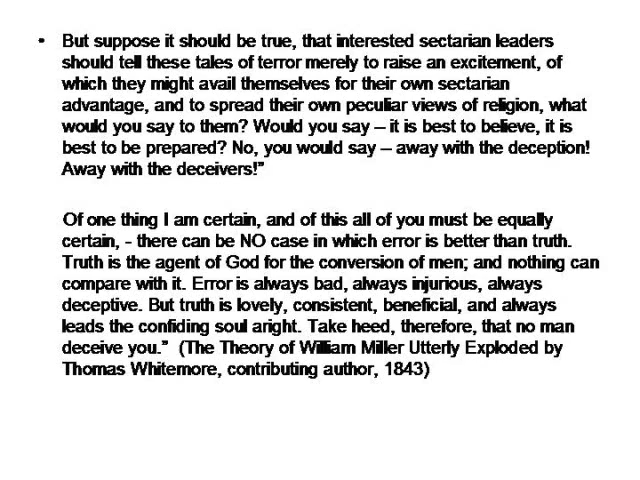 • But suppose it should be true, that interested sectarian leaders
should tell these tales of terror merely to raise an excitement, of
which they might avail themselves for their own sectarian
advantage, and to spread their own peculiar views of religion, what
would you say to them? Would you say – it is best to believe, it is
best to be prepared? No, you would say – away with the deception!
Away with the deceivers!”
Of one thing I am certain, and of this all of you must be equally
certain, - there can be NO case in which error is better than truth.
Truth is the agent of God for the conversion of men; and nothing can
compare with it. Error is always bad, always injurious, always
deceptive. But truth is lovely, consistent, beneficial, and always
leads the confiding soul aright. Take heed, therefore, that no man
deceive you.” (The Theory of William Miller Utterly Exploded by
Thomas Whitemore, contributing author, 1843)